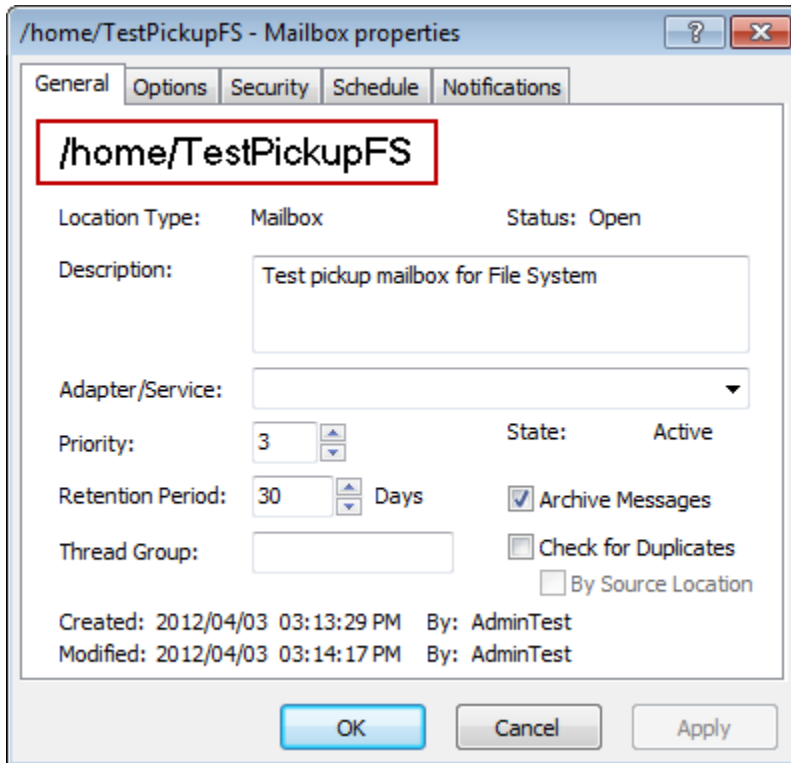 /home/TestPickupFS - Mailbox properties
General Options Security Schedule Notifications
/home/TestPickupFS
Location Type: Mailbox Status: Open
Description: Test pickup mailbox for File System
Adapter/Service:
Priority: 3 State: Active
Retention Period: 30 Days Archive Messages
Thread Group: Check for Duplicates
By Source Location
Created: 2012/04/03 03:13:29 PM By: AdminTest
Modified: 2012/04/03 03:14:17 PM By: AdminTest
OK Cancel Apply